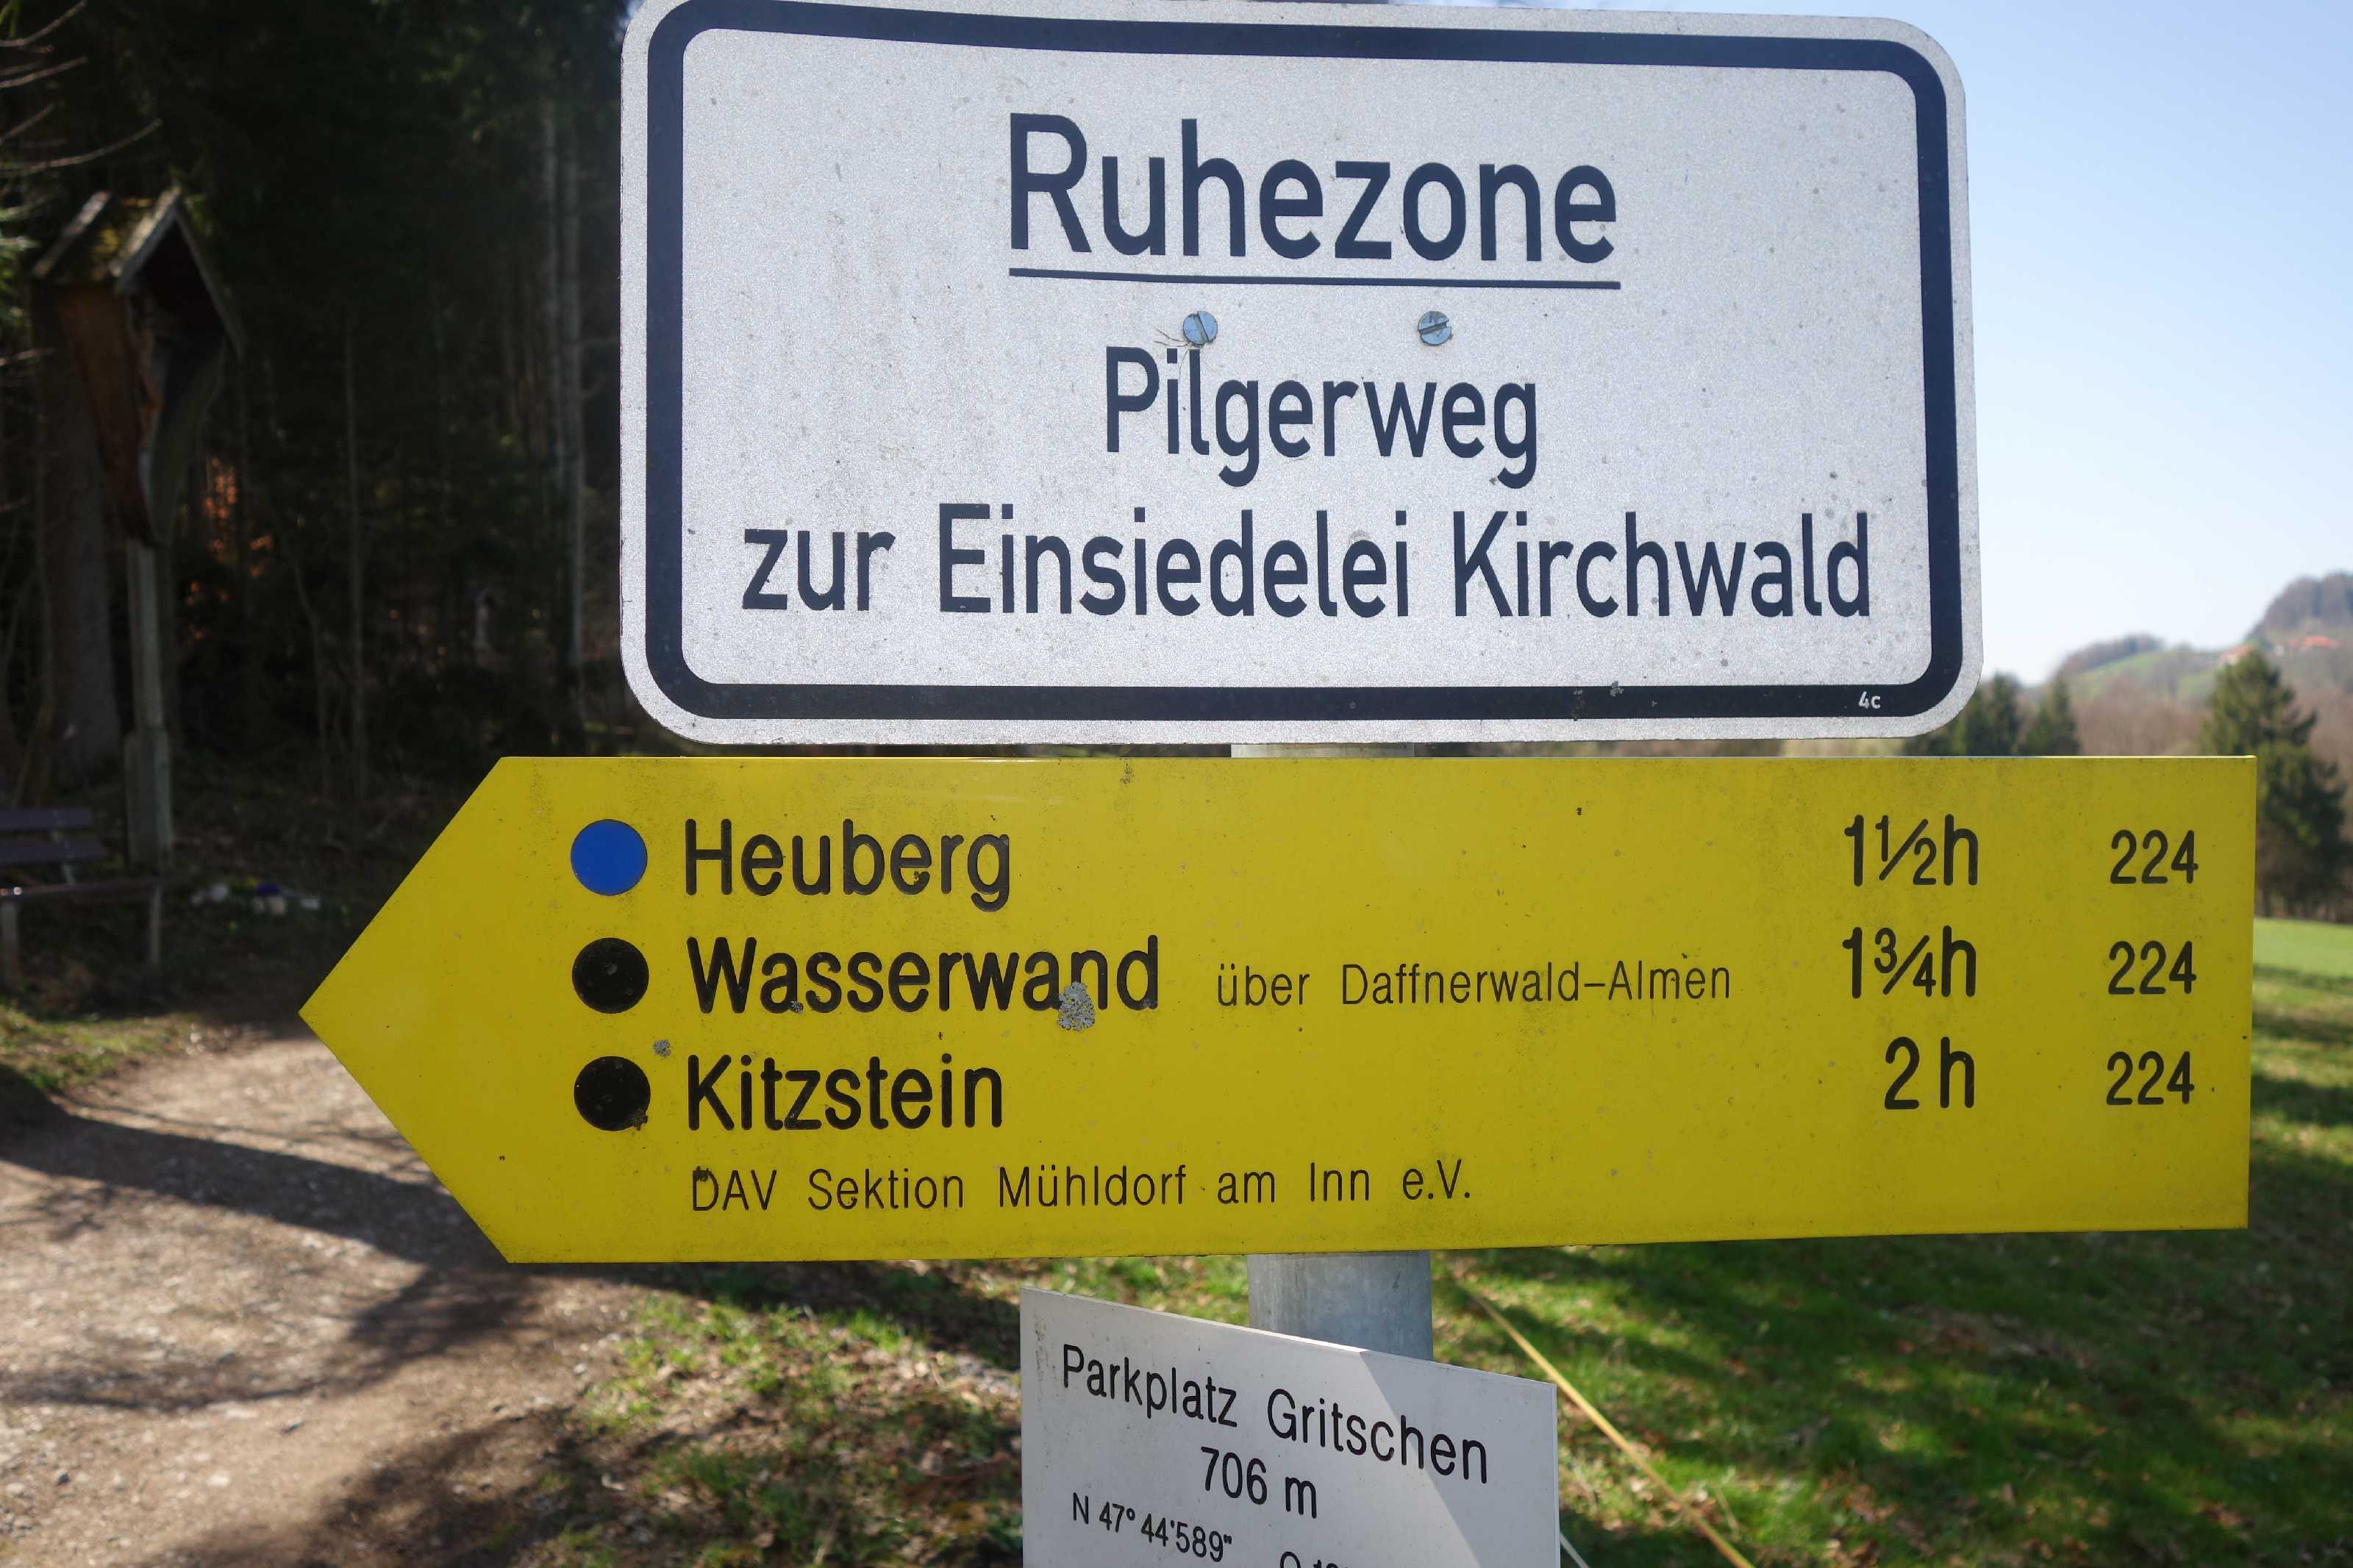 Ruhezone
Pilgerweg
zur Einsiedelei Kirchwald
4c
Heuberg 1½h 224
Wasserwand über Daffnerwald-Almen 1¾h 224
Kitzstein 2h 224
DAV Sektion Mühldorf am Inn e.V.
Parkplatz Gritschen
706 m
N 47° 44'589"